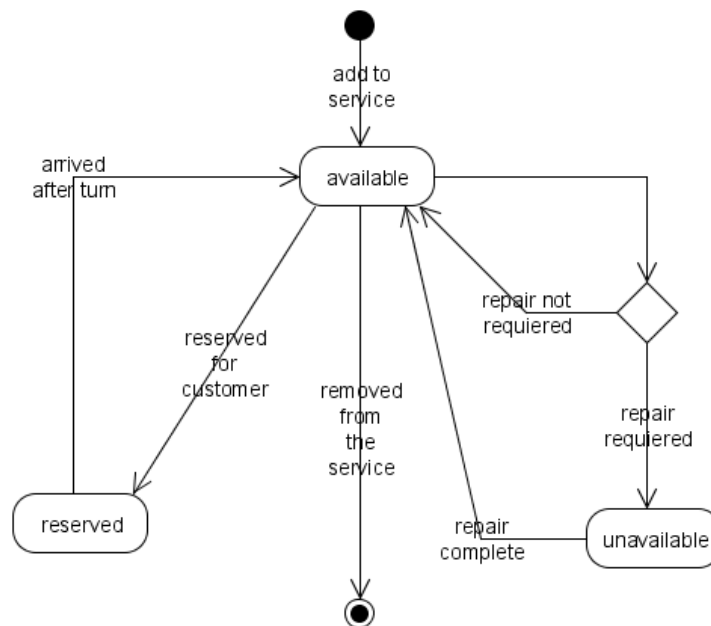 add to
service
arrived
after turn
available
repair not
requiered
reserved
for
customer
removed
from
the
service
repair
requiered
reserved
repair
complete
unavailable